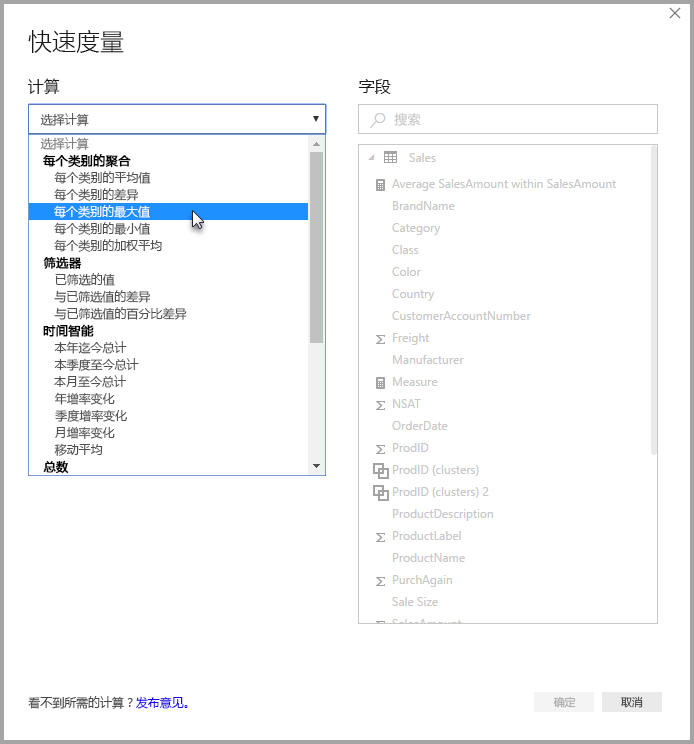 快速度量
计算
选择计算
选择计算
每个类别的聚合
每个类别的平均值
每个类别的差异
每个类别的最大值
每个类别的最小值
每个类别的加权平均
筛选器
已筛选的值
与已筛选值的差异
与已筛选值的百分比差异
时间智能
本年迄今总计
本季度至今总计
本月至今总计
年增率变化
季度增率变化
月增率变化
移动平均
总数
字段
搜索
Sales
Average SalesAmount within SalesAmount
BrandName
Category
Class
Color
Country
CustomerAccountNumber
Freight
Manufacturer
Measure
NSAT
OrderDate
ProdID
ProdID (clusters)
ProdID (clusters) 2
ProductDescription
ProductLabel
ProductName
PurchAgain
Sale Size
SalesAmount
看不到所需的计算？发布意见。
确定
取消